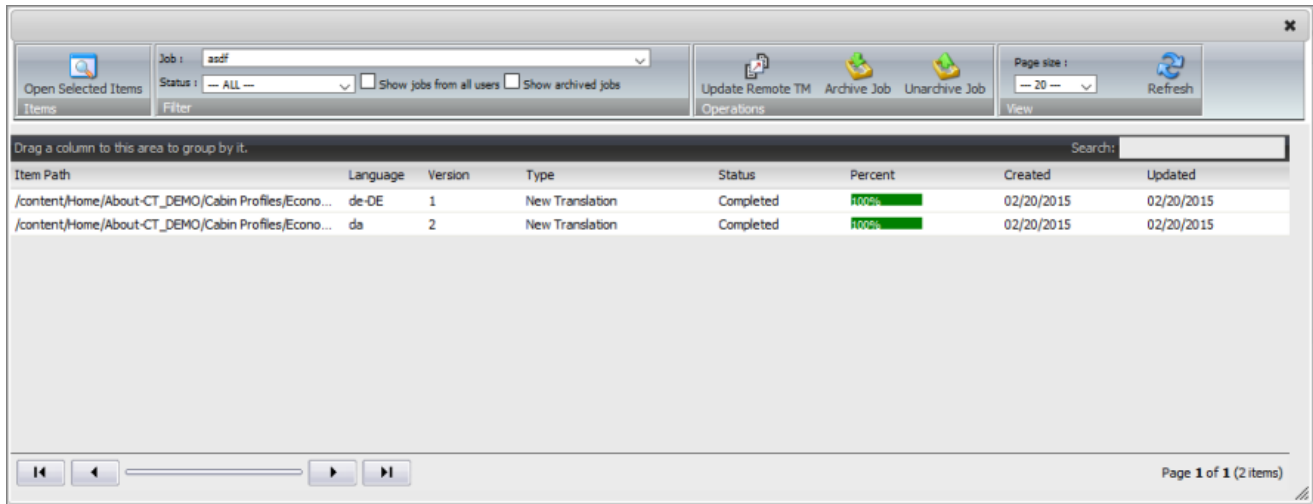 Job : asdf
Status : --- ALL --- Show jobs from all users Show archived jobs
Open Selected Items
Update Remote TM Archive Job Unarchive Job
Page size :
--- 20 ---
Refresh
Items Filter Operations View
Drag a column to this area to group by it. Search:
Item Path Language Version Type Status Percent Created Updated
/content/Home/About-CT_DEMO/Cabin Profiles/Econo... de-DE 1 New Translation Completed 100% 02/20/2015 02/20/2015
/content/Home/About-CT_DEMO/Cabin Profiles/Econo... da 2 New Translation Completed 100% 02/20/2015 02/20/2015
Page 1 of 1 (2 items)